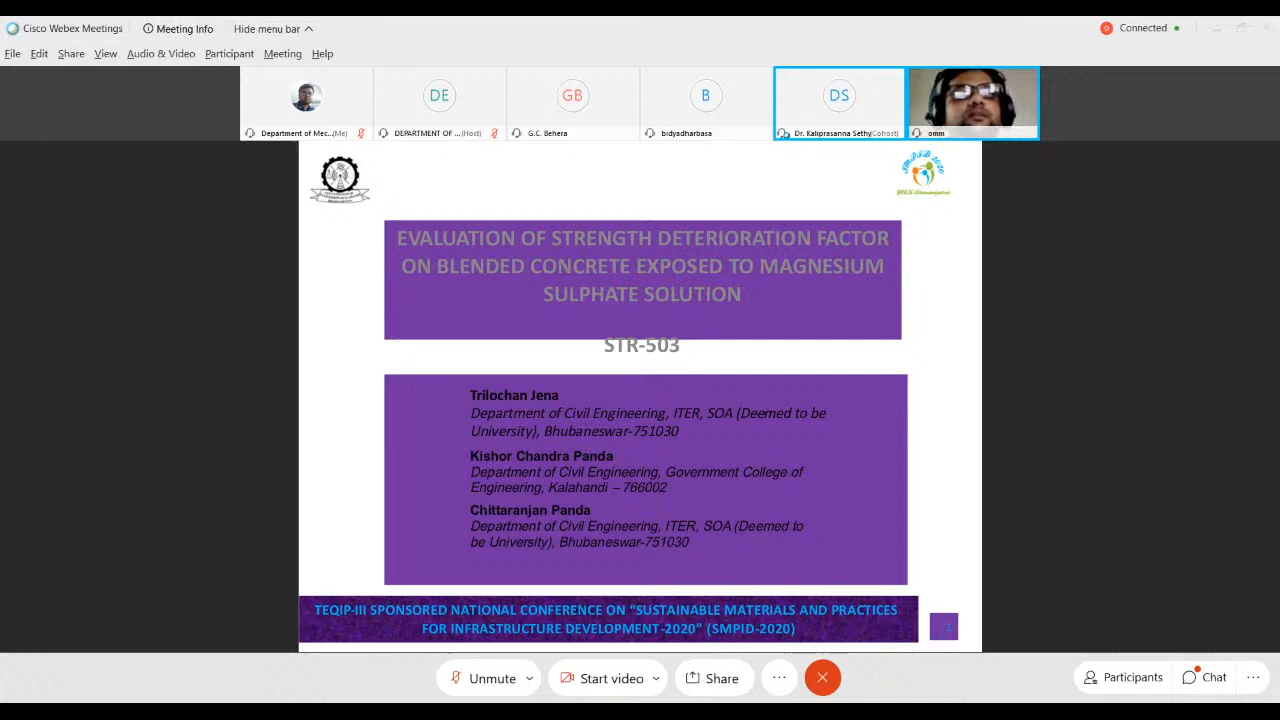 Cisco Webex Meetings
Meeting Info
Hide menu bar
Connected
File Edit Share View Audio & Video Participant Meeting Help
DE
GB
B
DS
Department of Mec... (Me)
DEPARTMENT OF ... (Host)
G.C. Behera
bidyadharbasa
Dr. Kaliprasanna Sethy (Cohost)
omm
SMPID 2020
EVALUATION OF STRENGTH DETERIORATION FACTOR
ON BLENDED CONCRETE EXPOSED TO MAGNESIUM
SULPHATE SOLUTION
STR-503
Trilochan Jena
Department of Civil Engineering, ITER, SOA (Deemed to be
University), Bhubaneswar-751030
Kishor Chandra Panda
Department of Civil Engineering, Government College of
Engineering, Kalahandi – 766002
Chittaranjan Panda
Department of Civil Engineering, ITER, SOA (Deemed to
be University), Bhubaneswar-751030
TEQIP-III SPONSORED NATIONAL CONFERENCE ON “SUSTAINABLE MATERIALS AND PRACTICES
FOR INFRASTRUCTURE DEVELOPMENT-2020” (SMPID-2020)
1
Unmute
Start video
Share
Participants
Chat